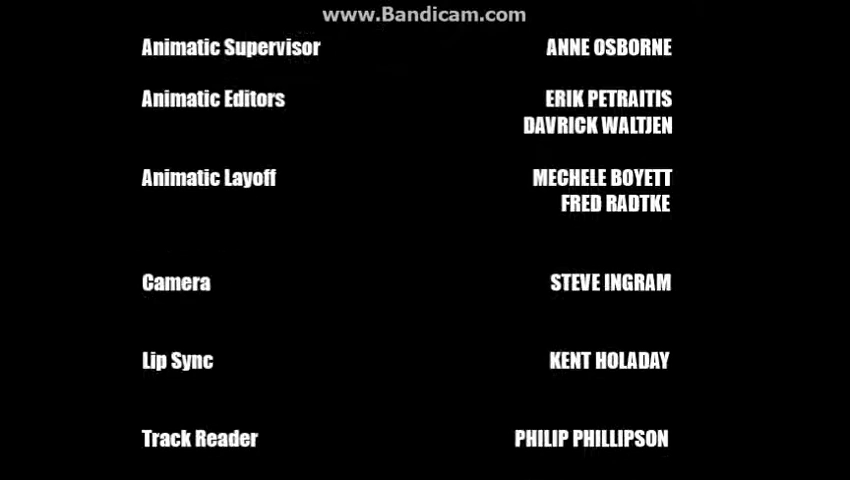 www.Bandicam.com
Animatic Supervisor ANNE OSBORNE
Animatic Editors ERIK PETRAITIS
DAVRICK WALTJEN
Animatic Layoff MECHELE BOYETT
FRED RADTKE
Camera STEVE INGRAM
Lip Sync KENT HOLADAY
Track Reader PHILIP PHILLIPSON